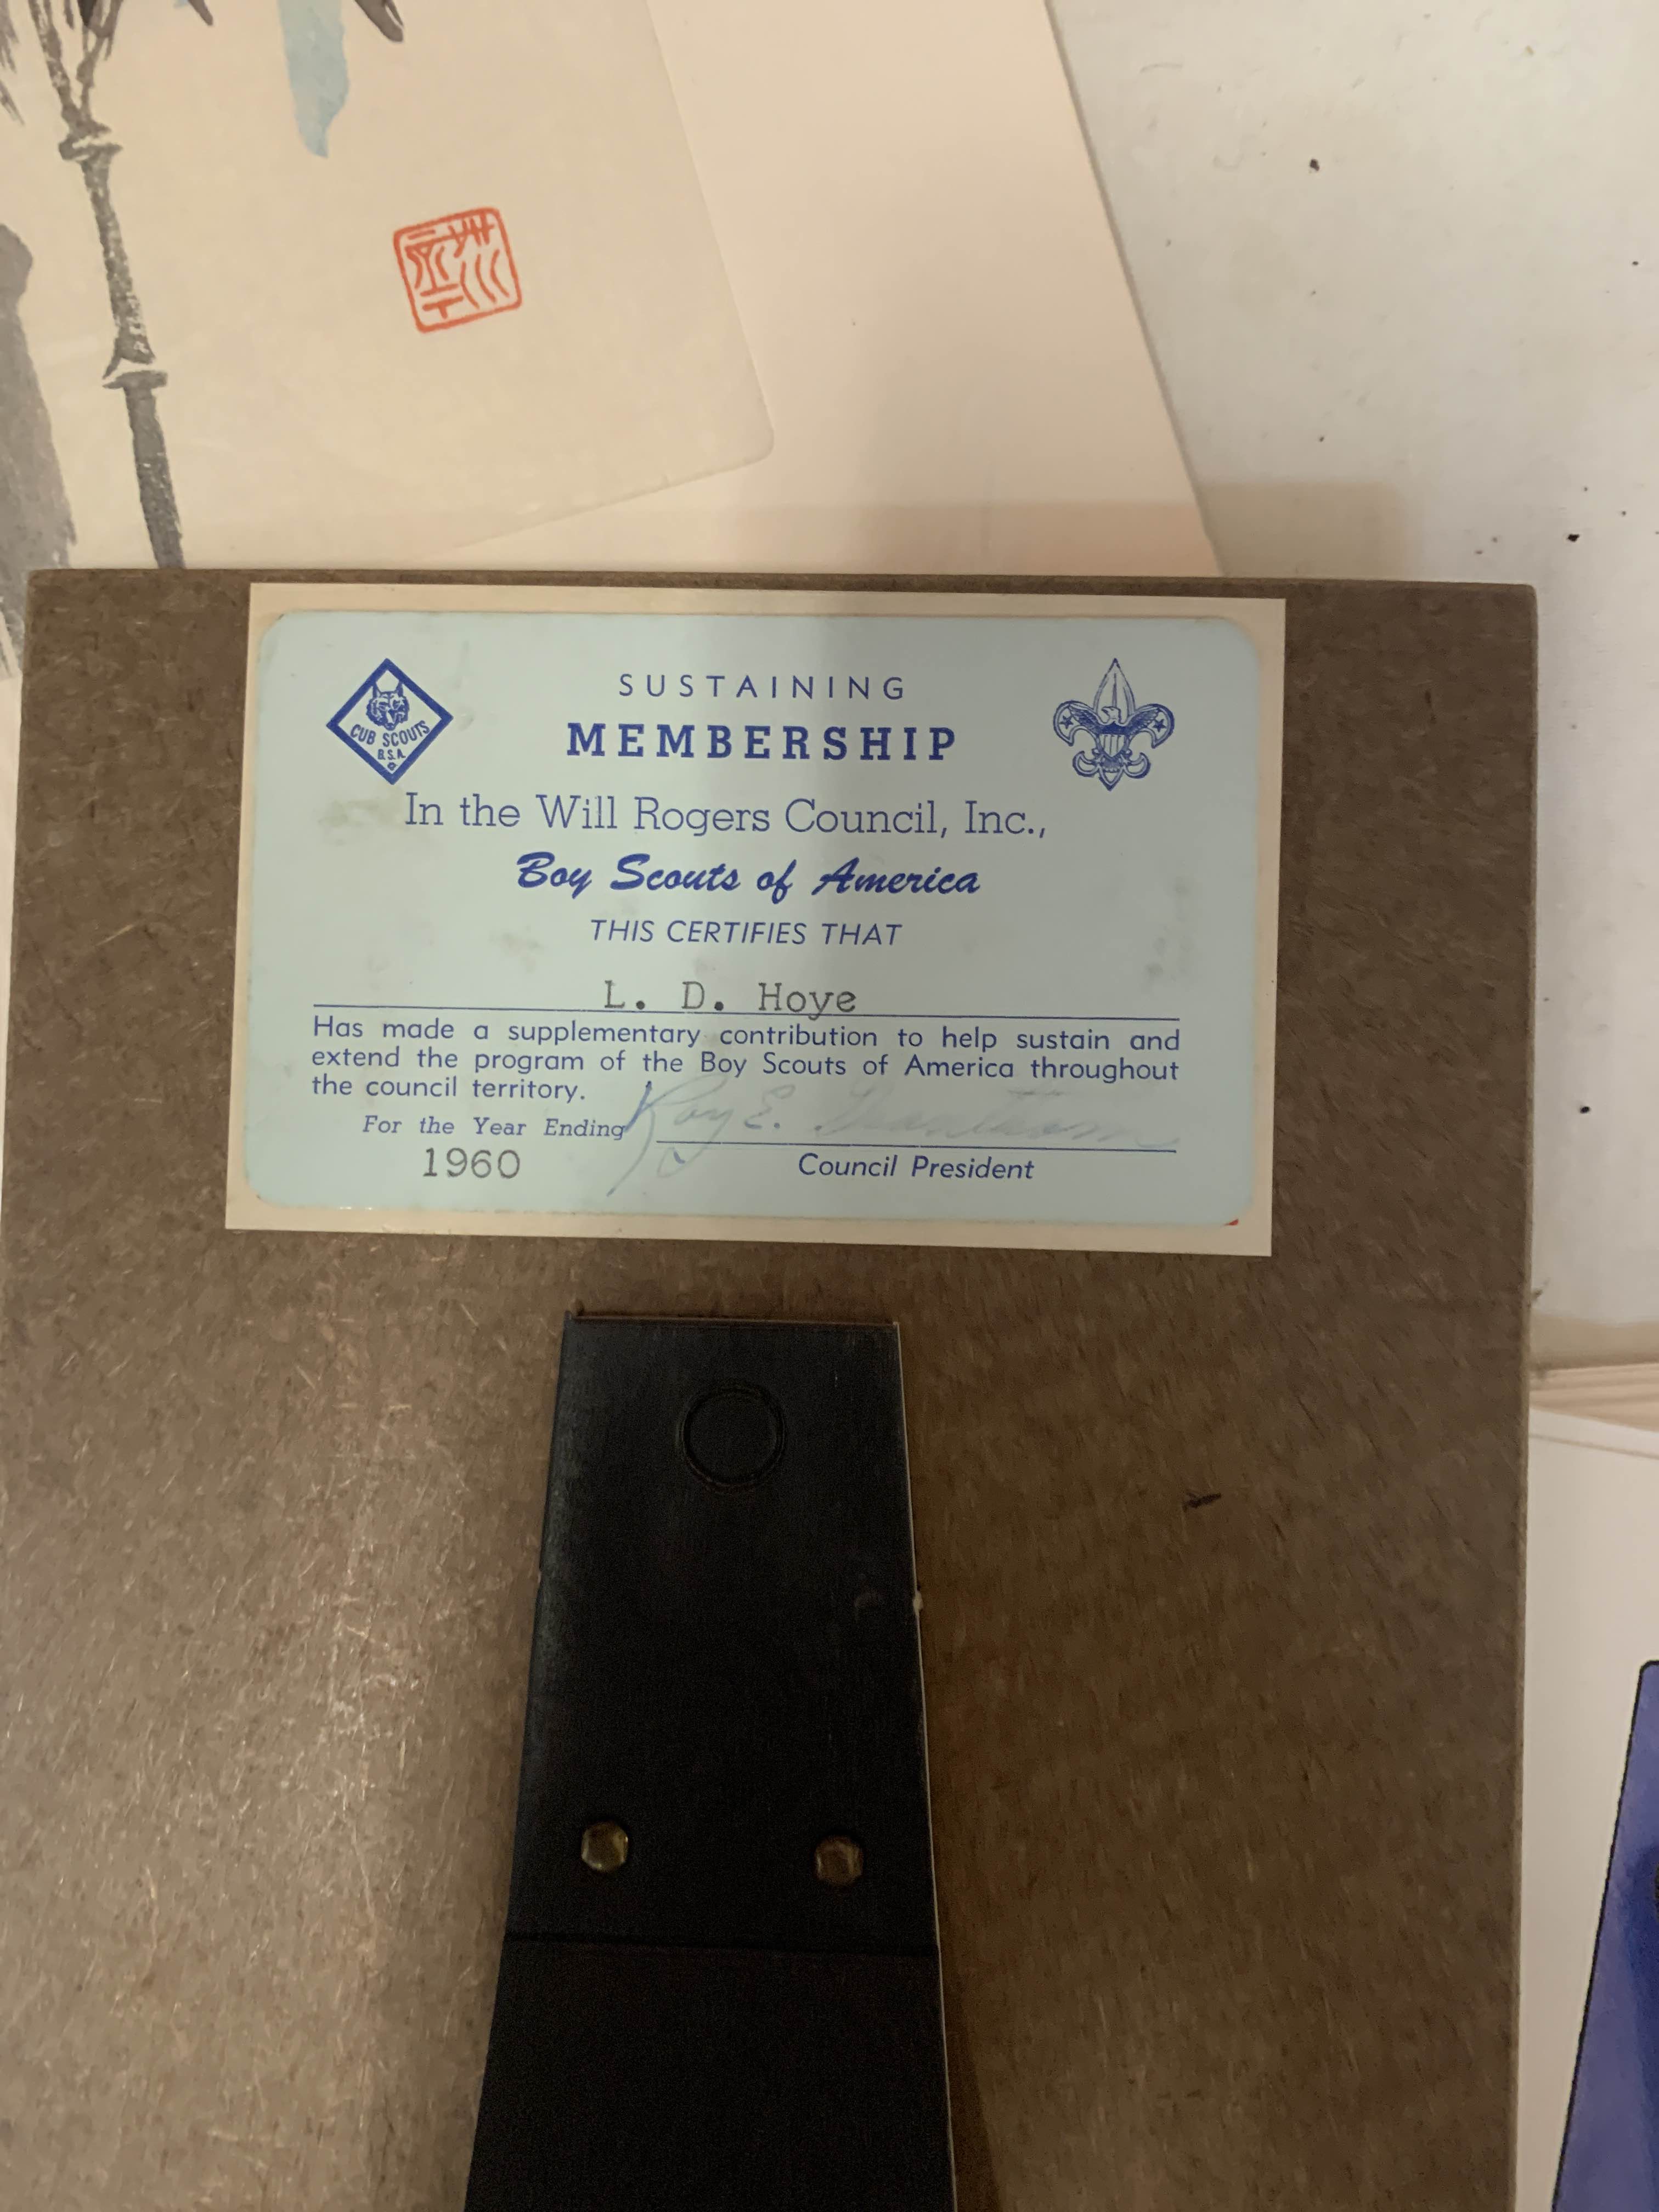 CUB SCOUTS
B.S.A.
SUSTAINING
MEMBERSHIP
In the Will Rogers Council, Inc.,
Boy Scouts of America
THIS CERTIFIES THAT
L. D. Hoye
Has made a supplementary contribution to help sustain and
extend the program of the Boy Scouts of America throughout
the council territory.
Roy E.
For the Year Ending
1960
Council President